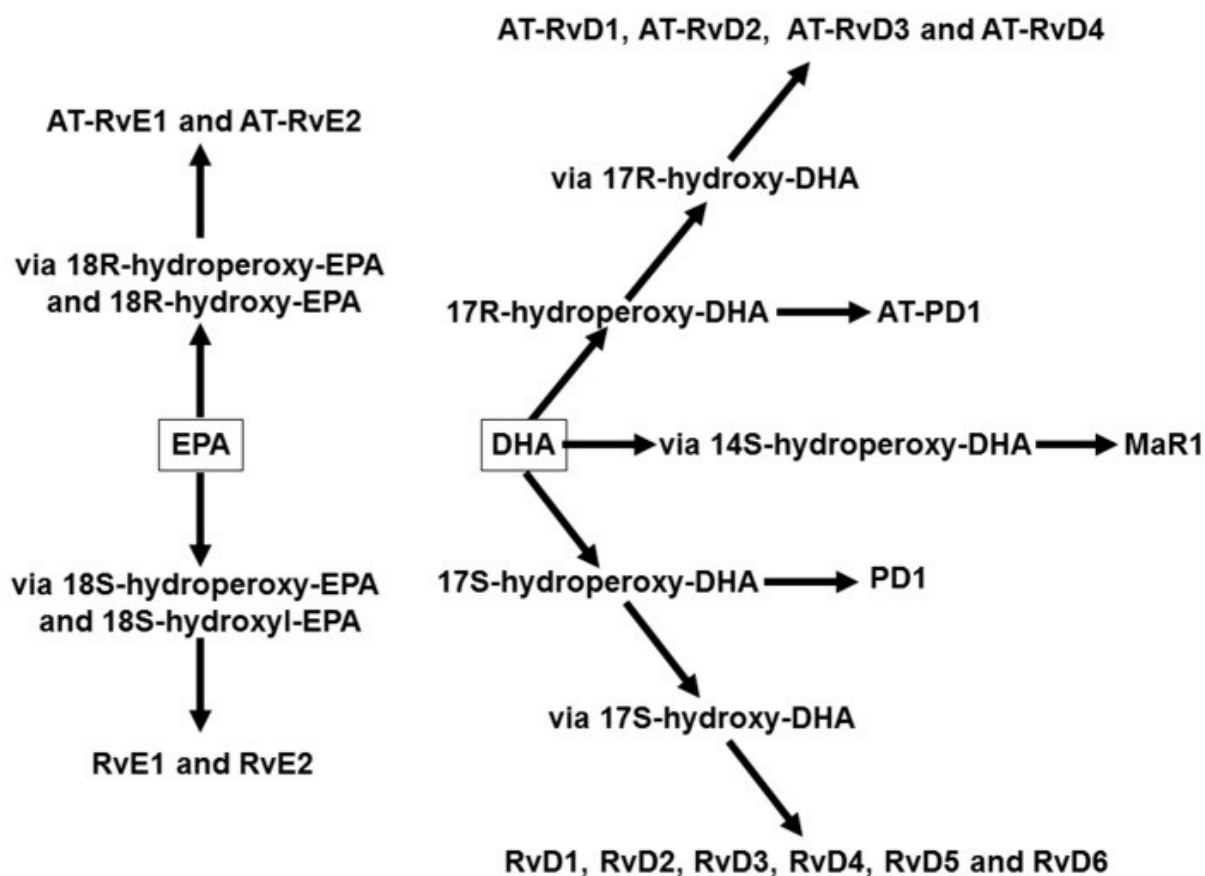 AT-RvD1, AT-RvD2, AT-RvD3 and AT-RvD4
AT-RvE1 and AT-RvE2
via 17R-hydroxy-DHA
via 18R-hydroperoxy-EPA
and 18R-hydroxy-EPA
17R-hydroperoxy-DHA
AT-PD1
EPA
DHA
via 14S-hydroperoxy-DHA
MaR1
via 18S-hydroperoxy-EPA
and 18S-hydroxyl-EPA
17S-hydroperoxy-DHA
PD1
via 17S-hydroxy-DHA
RvE1 and RvE2
RvD1, RvD2, RvD3, RvD4, RvD5 and RvD6